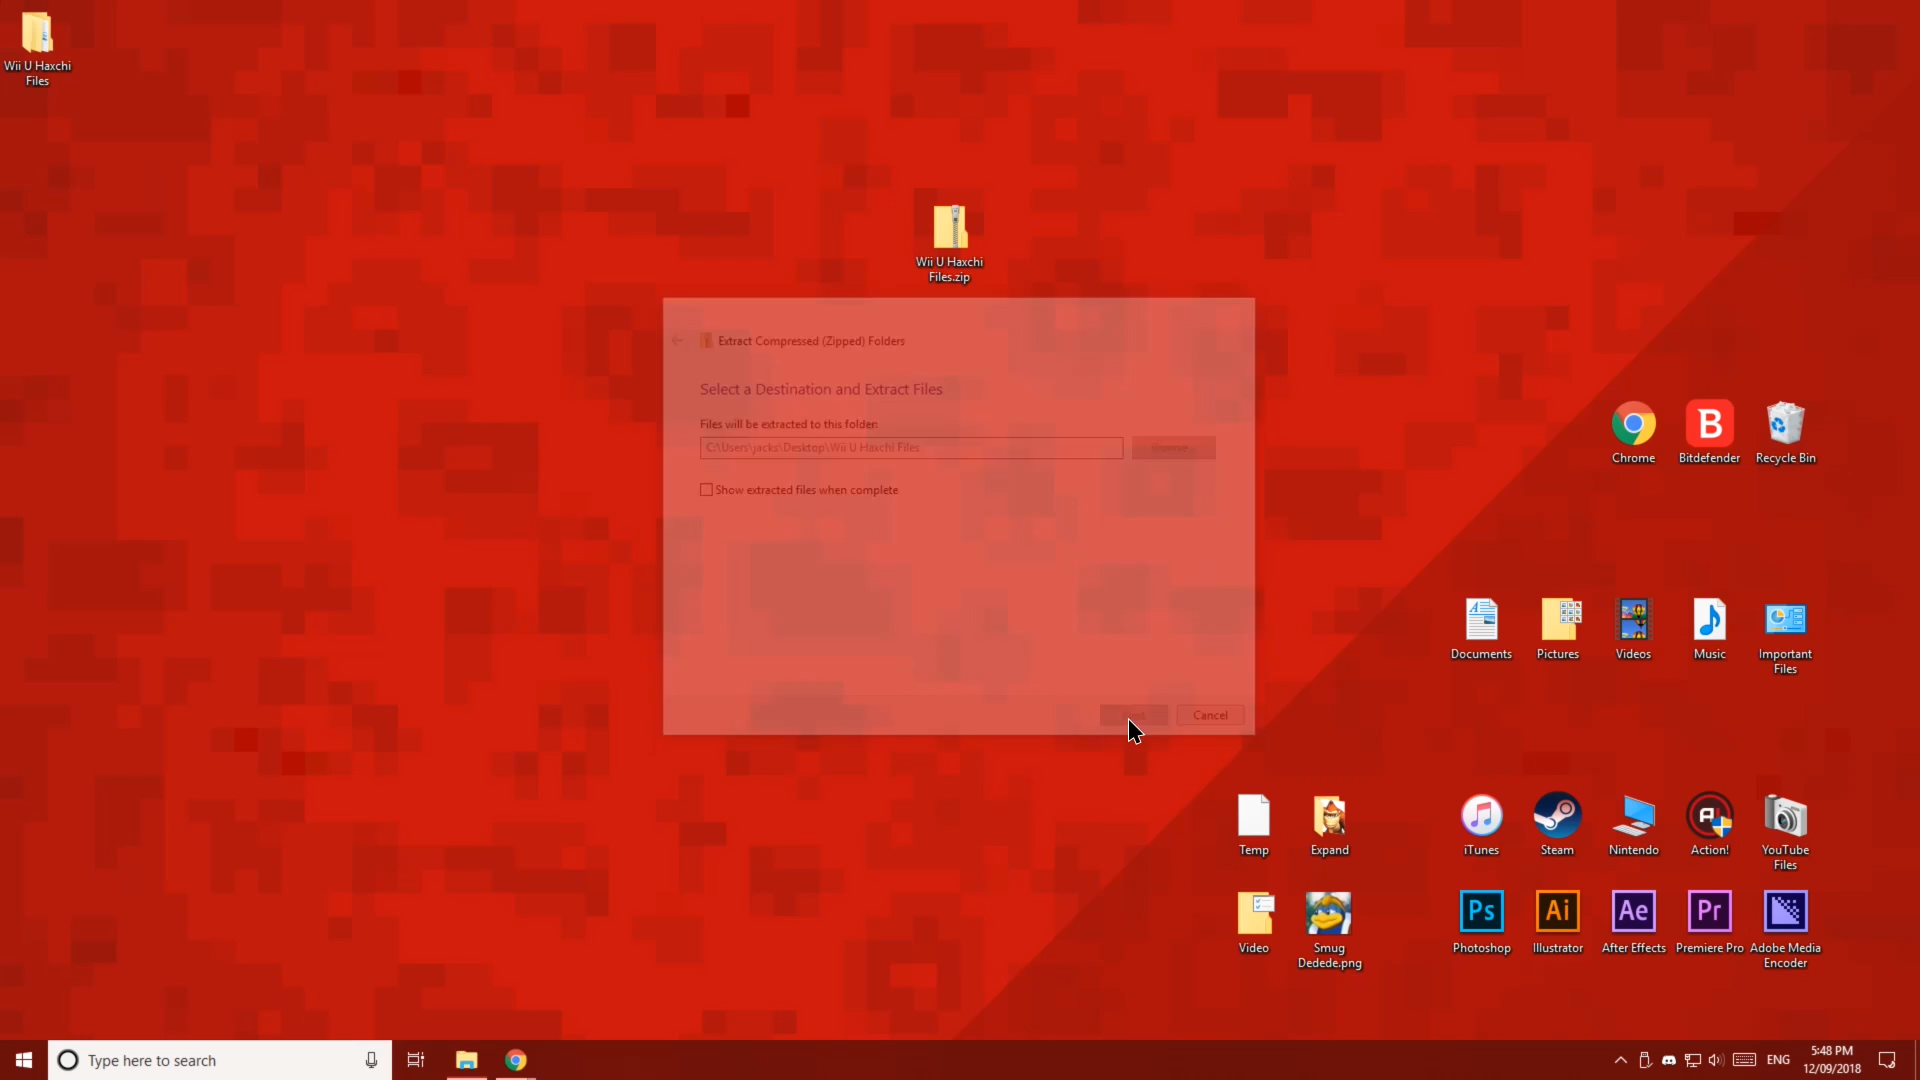 Wii U Haxchi
Files
Wii U Haxchi
Files.zip
Extract Compressed (Zipped) Folders
Select a Destination and Extract Files
Files will be extracted to this folder:
C:\Users\jacks\Desktop\Wii U Haxchi Files
Show extracted files when complete
Cancel
Chrome
Bitdefender
Recycle Bin
Documents
Pictures
Videos
Music
Important
Files
Temp
Expand
iTunes
Steam
Nintendo
Action!
YouTube
Files
Video
Smug
Dedede.png
Ps
Ai
Ae
Pr
Photoshop
Illustrator
After Effects
Premiere Pro
Adobe Media
Encoder
Type here to search
ENG
5:48 PM
12/09/2018